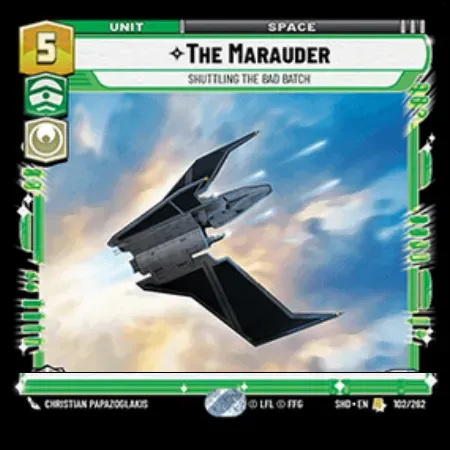 UNIT SPACE
5
THE MARAUDER
SHUTTLING THE BAD BATCH
CHRISTIAN PAPAZOGLAKIS © LFL © FFG SHD • EN 102/262